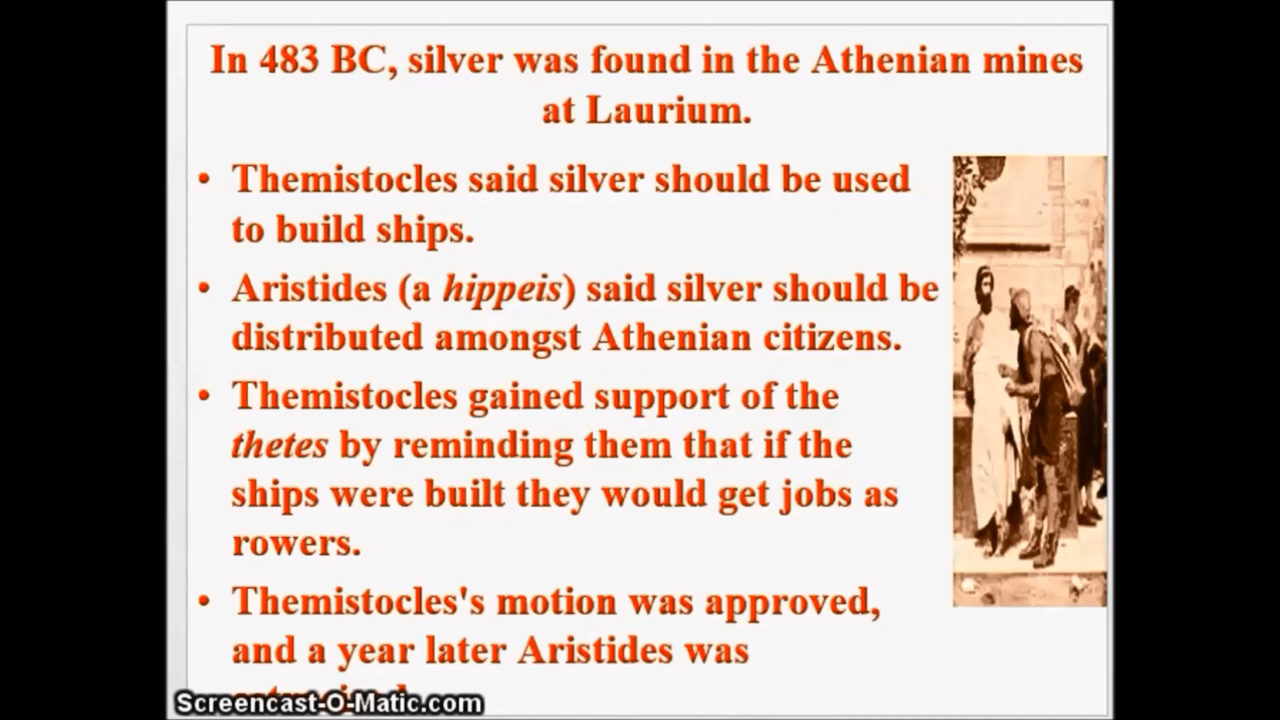 In 483 BC, silver was found in the Athenian mines
at Laurium.
• Themistocles said silver should be used
to build ships.
• Aristides (a hippeis) said silver should be
distributed amongst Athenian citizens.
• Themistocles gained support of the
thetes by reminding them that if the
ships were built they would get jobs as
rowers.
• Themistocles's motion was approved,
and a year later Aristides was
Screencast-O-Matic.com